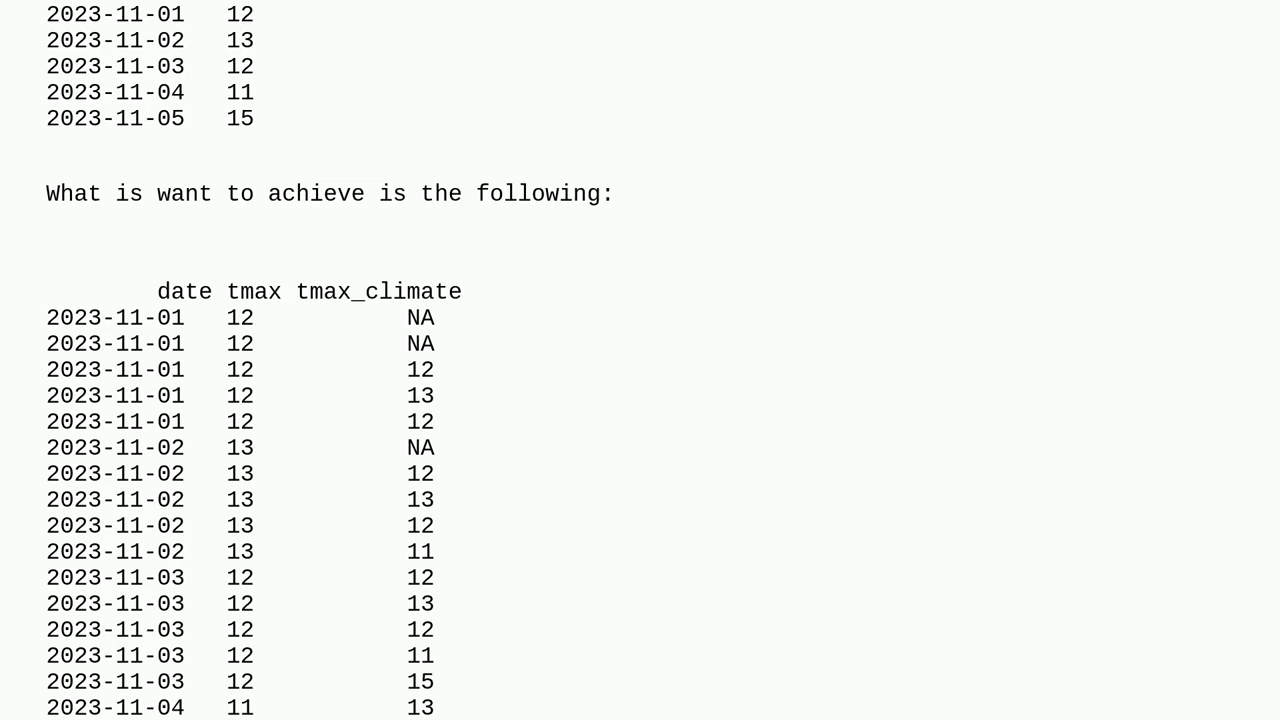 2023-11-01   12
2023-11-02   13
2023-11-03   12
2023-11-04   11
2023-11-05   15
What is want to achieve is the following:
        date tmax tmax_climate
2023-11-01   12           NA
2023-11-01   12           NA
2023-11-01   12           12
2023-11-01   12           13
2023-11-01   12           12
2023-11-02   13           NA
2023-11-02   13           12
2023-11-02   13           13
2023-11-02   13           12
2023-11-02   13           11
2023-11-03   12           12
2023-11-03   12           13
2023-11-03   12           12
2023-11-03   12           11
2023-11-03   12           15
2023-11-04   11           13